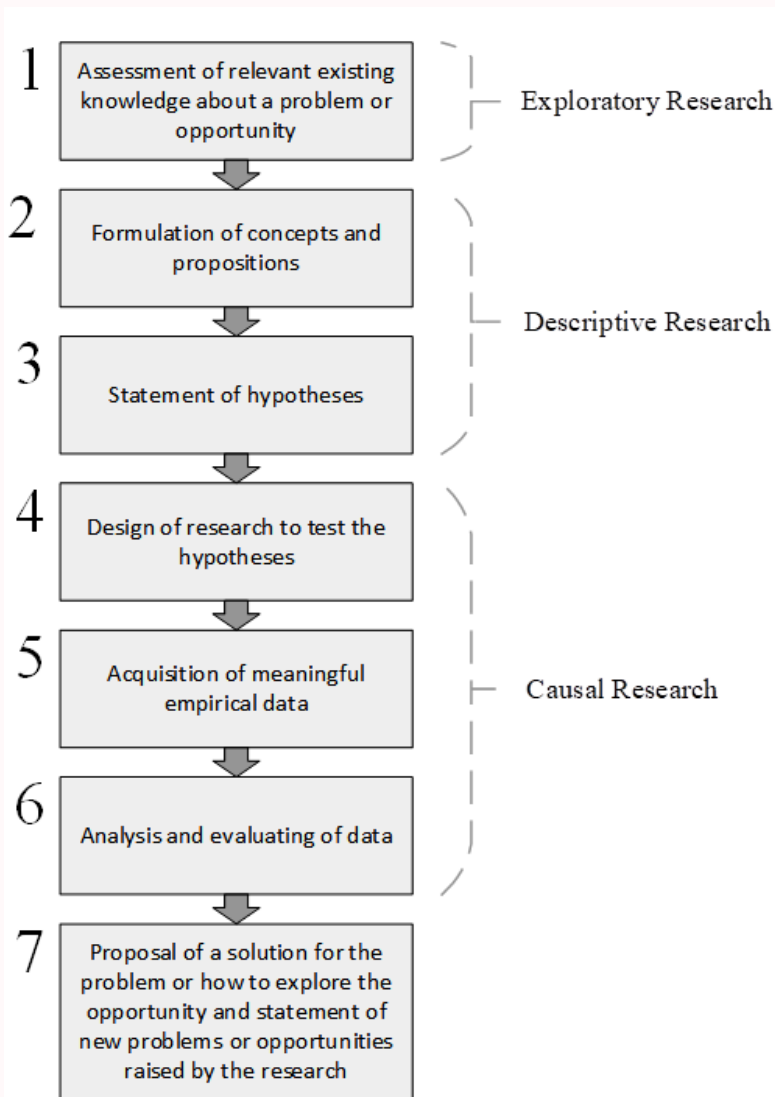 1
Assessment of relevant existing
knowledge about a problem or
opportunity
Exploratory Research
2
Formulation of concepts and
propositions
Descriptive Research
3
Statement of hypotheses
4
Design of research to test the
hypotheses
5
Acquisition of meaningful
empirical data
Causal Research
6
Analysis and evaluating of data
7
Proposal of a solution for the
problem or how to explore the
opportunity and statement of
new problems or opportunities
raised by the research